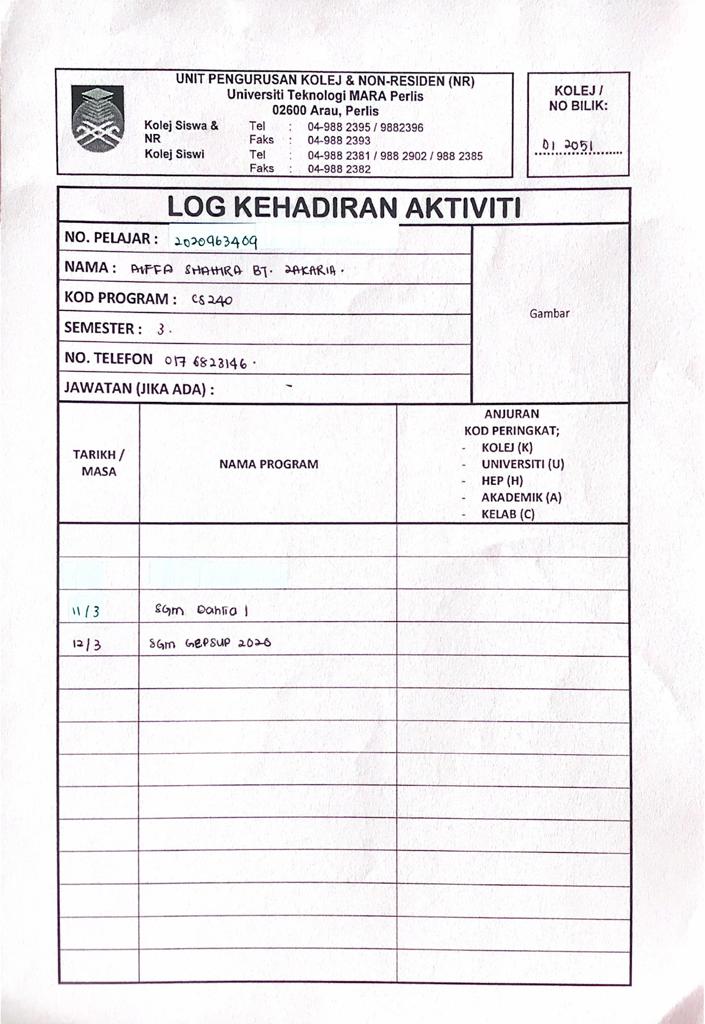 UNIT PENGURUSAN KOLEJ & NON-RESIDEN (NR)
Universiti Teknologi MARA Perlis
02600 Arau, Perlis
Kolej Siswa & NR Tel : 04-988 2395 / 9882396
Faks : 04-988 2393
Kolej Siswi Tel : 04-988 2381 / 988 2902 / 988 2385
Faks : 04-988 2382
KOLEJ /
NO BILIK:
D1 2051
LOG KEHADIRAN AKTIVITI
NO. PELAJAR : 2020963409
NAMA : AIFFA SHAHIRA BT. ZAKARIA.
KOD PROGRAM : CS240
SEMESTER : 3.
NO. TELEFON 017 6823146.
JAWATAN (JIKA ADA) : -
Gambar
TARIKH /
MASA
NAMA PROGRAM
ANJURAN
KOD PERINGKAT;
- KOLEJ (K)
- UNIVERSITI (U)
- HEP (H)
- AKADEMIK (A)
- KELAB (C)
11/3 SGM Dahlia 1
12/3 SGM GEPSUP 2020